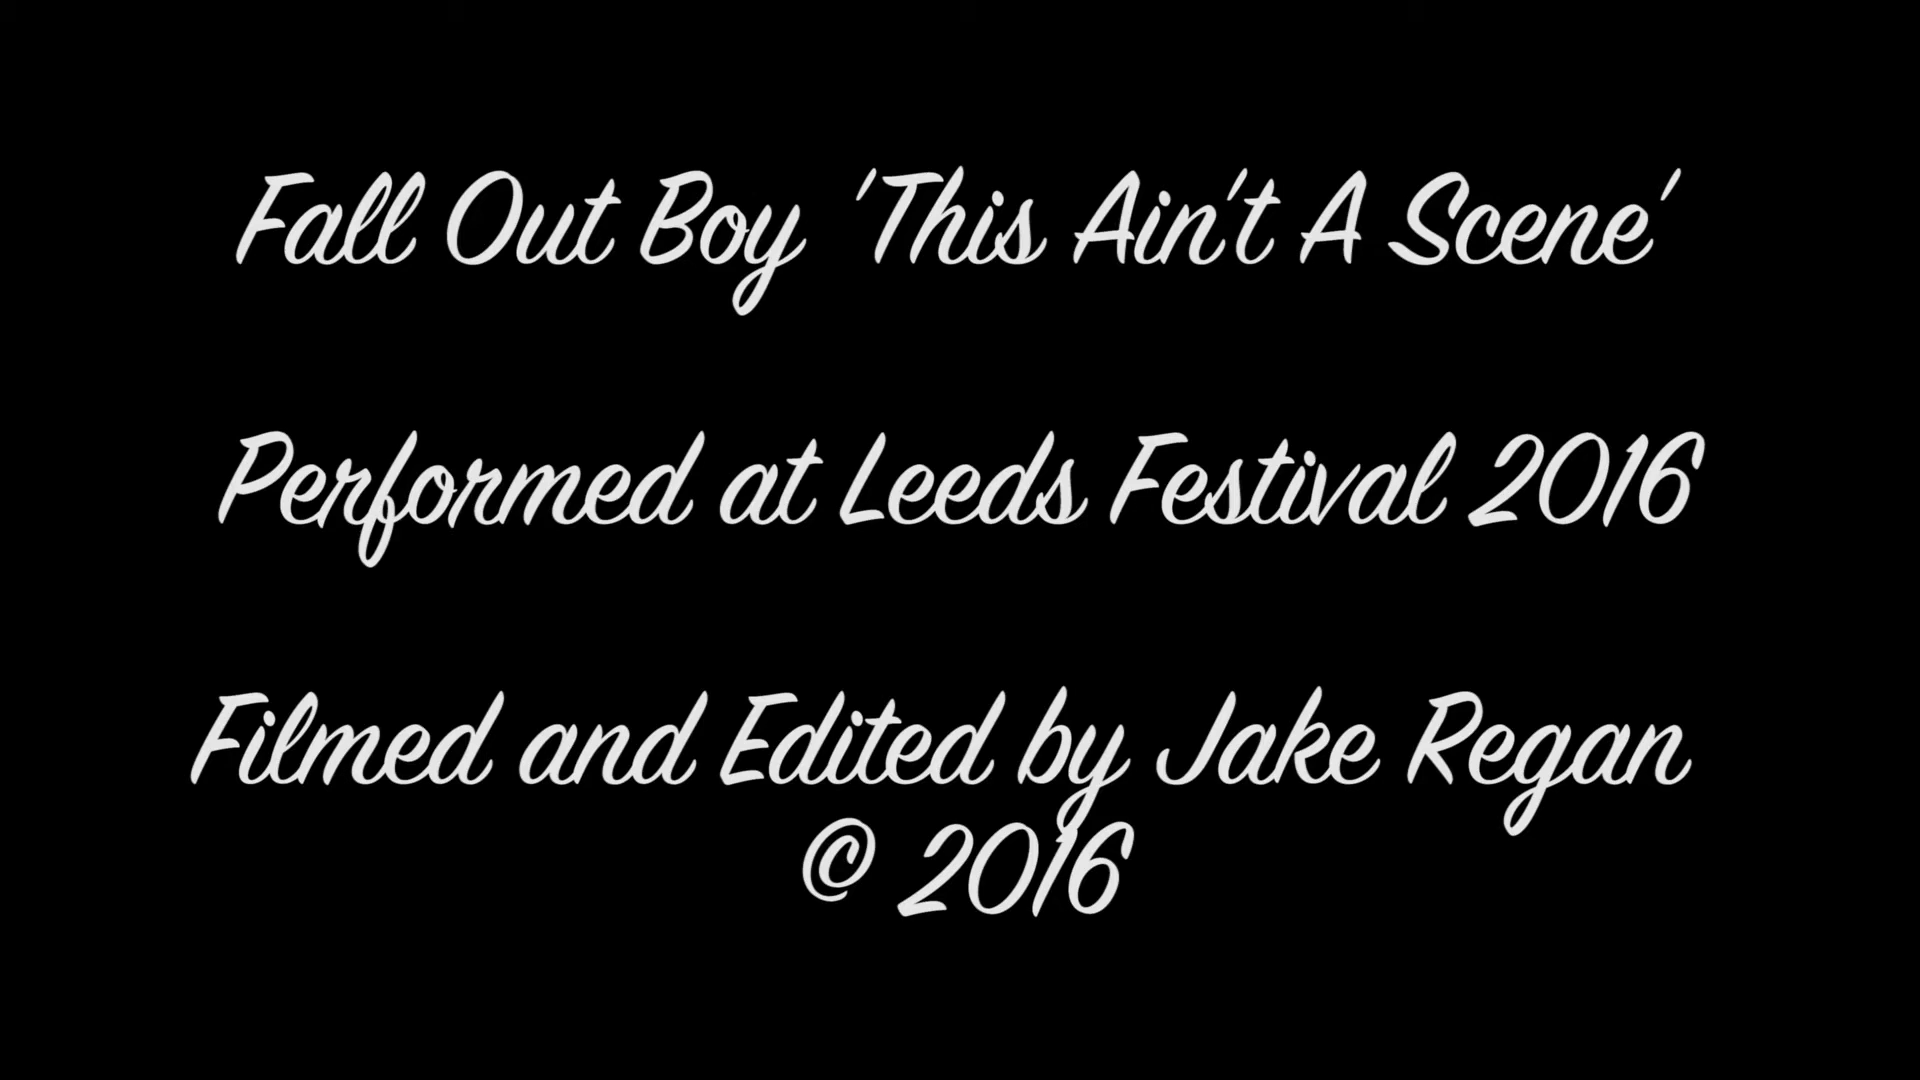 Fall Out Boy 'This Ain't A Scene'
Performed at Leeds Festival 2016
Filmed and Edited by Jake Regan
© 2016